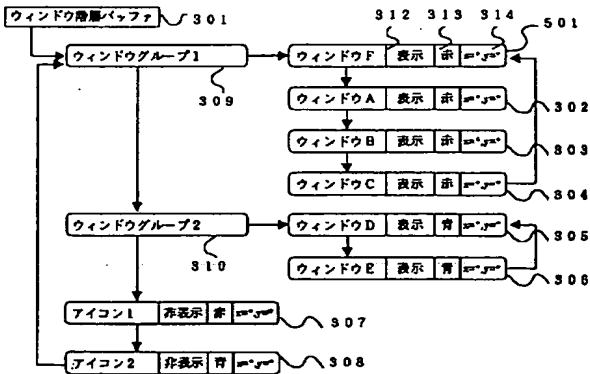 ウィンドウ階層バッファ 301
312 313 314
ウィンドウグループ1 ウィンドウF 表示 赤 x=*,y=* 501
309
ウィンドウA 表示 赤 x=*,y=* 302
ウィンドウB 表示 赤 x=*,y=* 303
ウィンドウC 表示 赤 x=*,y=* 304
ウィンドウグループ2 ウィンドウD 表示 青 x=*,y=* 305
310
ウィンドウE 表示 青 x=*,y=* 306
アイコン1 非表示 赤 x=*,y=* 307
アイコン2 非表示 青 x=*,y=* 308